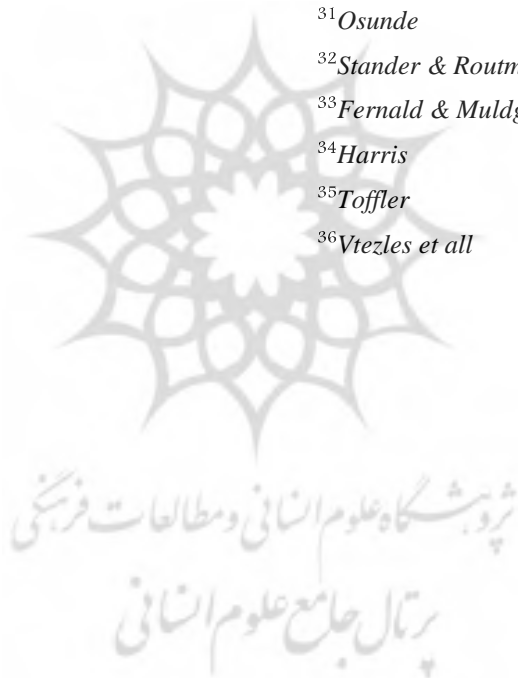 ³¹Osunde
³²Stander & Routm
³³Fernald & Muldg
³⁴Harris
³⁵Toffler
³⁶Vtezles et all
پژوهشگاه علوم انسانی و مطالعات فرهنگی
پرتال جامع علوم انسانی